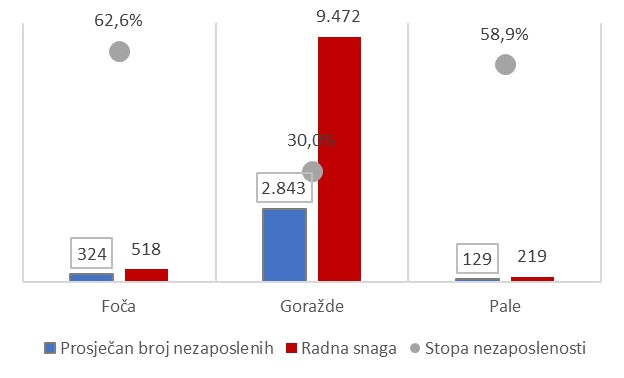 62,6%
9.472
58,9%
30,0%
2.843
324
518
129
219
Foča
Goražde
Pale
Prosječan broj nezaposlenih
Radna snaga
Stopa nezaposlenosti